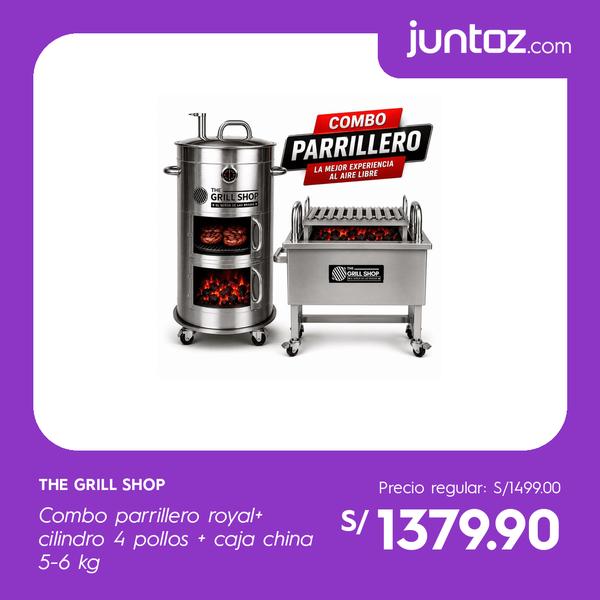 juntoz.com
COMBO
PARRILLERO
LA MEJOR EXPERIENCIA
AL AIRE LIBRE
THE
GRILL SHOP
THE
GRILL SHOP
THE GRILL SHOP
Combo parrillero royal+
cilindro 4 pollos + caja china
5-6 kg
Precio regular: S/1499.00
S/ 1379.90